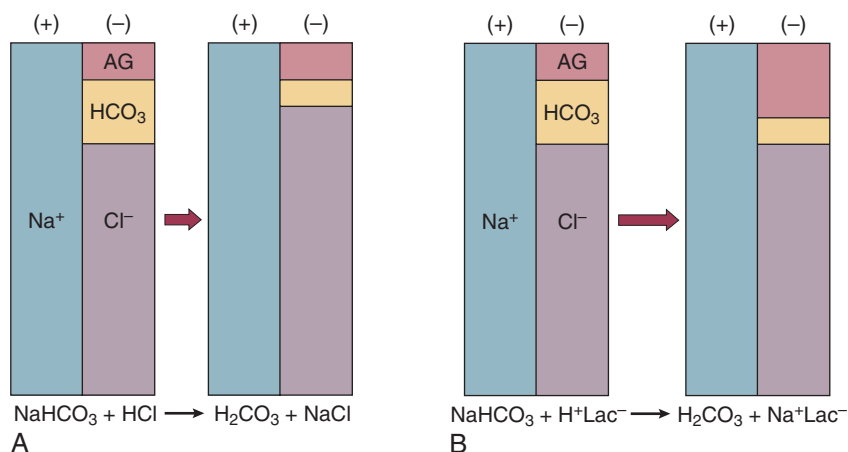 (+) (–) (+) (–)
AG
HCO₃
Na⁺ Cl⁻
NaHCO₃ + HCl ⟶ H₂CO₃ + NaCl
A
(+) (–) (+) (–)
AG
HCO₃
Na⁺ Cl⁻
NaHCO₃ + H⁺Lac⁻ ⟶ H₂CO₃ + Na⁺Lac⁻
B